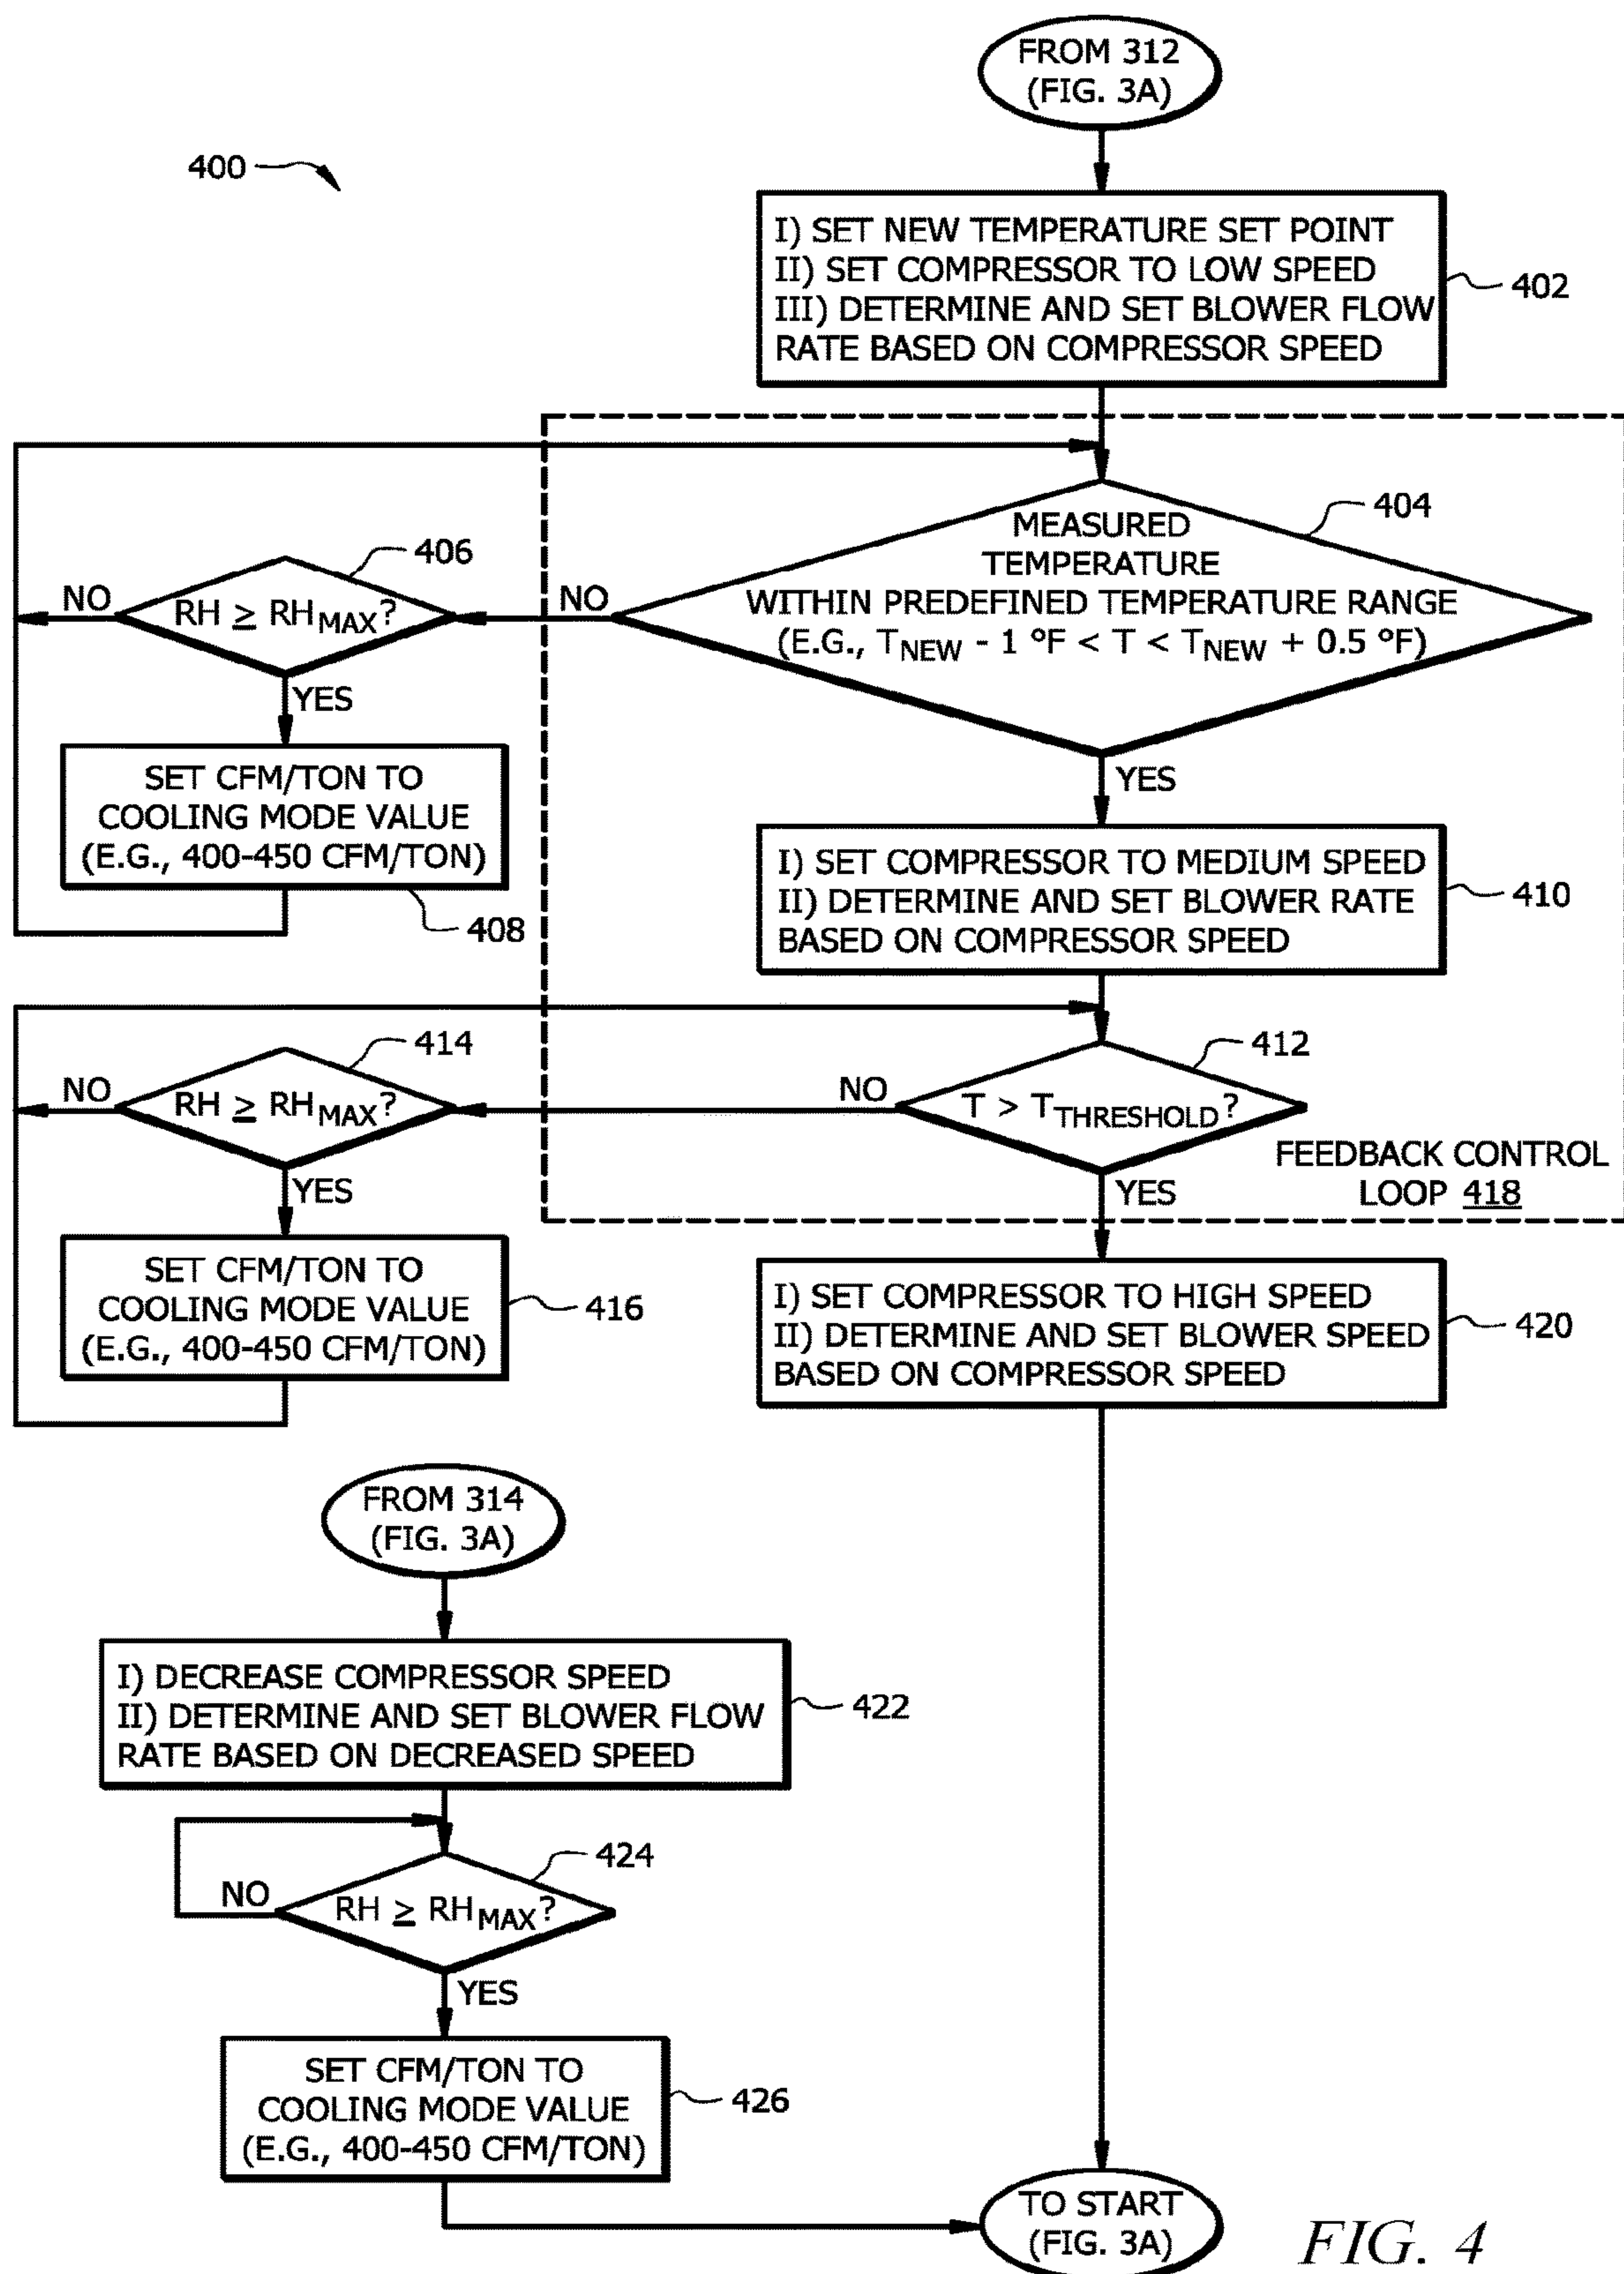 FROM 312
(FIG. 3A)
400
I) SET NEW TEMPERATURE SET POINT
II) SET COMPRESSOR TO LOW SPEED
III) DETERMINE AND SET BLOWER FLOW
RATE BASED ON COMPRESSOR SPEED
402
404
MEASURED
TEMPERATURE
WITHIN PREDEFINED TEMPERATURE RANGE
(E.G., TNEW - 1 °F < T < TNEW + 0.5 °F)
NO
YES
406
RH ≥ RHMAX?
NO
YES
SET CFM/TON TO
COOLING MODE VALUE
(E.G., 400-450 CFM/TON)
408
I) SET COMPRESSOR TO MEDIUM SPEED
II) DETERMINE AND SET BLOWER RATE
BASED ON COMPRESSOR SPEED
410
412
T > TTHRESHOLD?
NO
YES
FEEDBACK CONTROL
LOOP 418
414
RH ≥ RHMAX?
NO
YES
SET CFM/TON TO
COOLING MODE VALUE
(E.G., 400-450 CFM/TON)
416
I) SET COMPRESSOR TO HIGH SPEED
II) DETERMINE AND SET BLOWER SPEED
BASED ON COMPRESSOR SPEED
420
FROM 314
(FIG. 3A)
I) DECREASE COMPRESSOR SPEED
II) DETERMINE AND SET BLOWER FLOW
RATE BASED ON DECREASED SPEED
422
424
RH ≥ RHMAX?
NO
YES
SET CFM/TON TO
COOLING MODE VALUE
(E.G., 400-450 CFM/TON)
426
TO START
(FIG. 3A)
FIG. 4